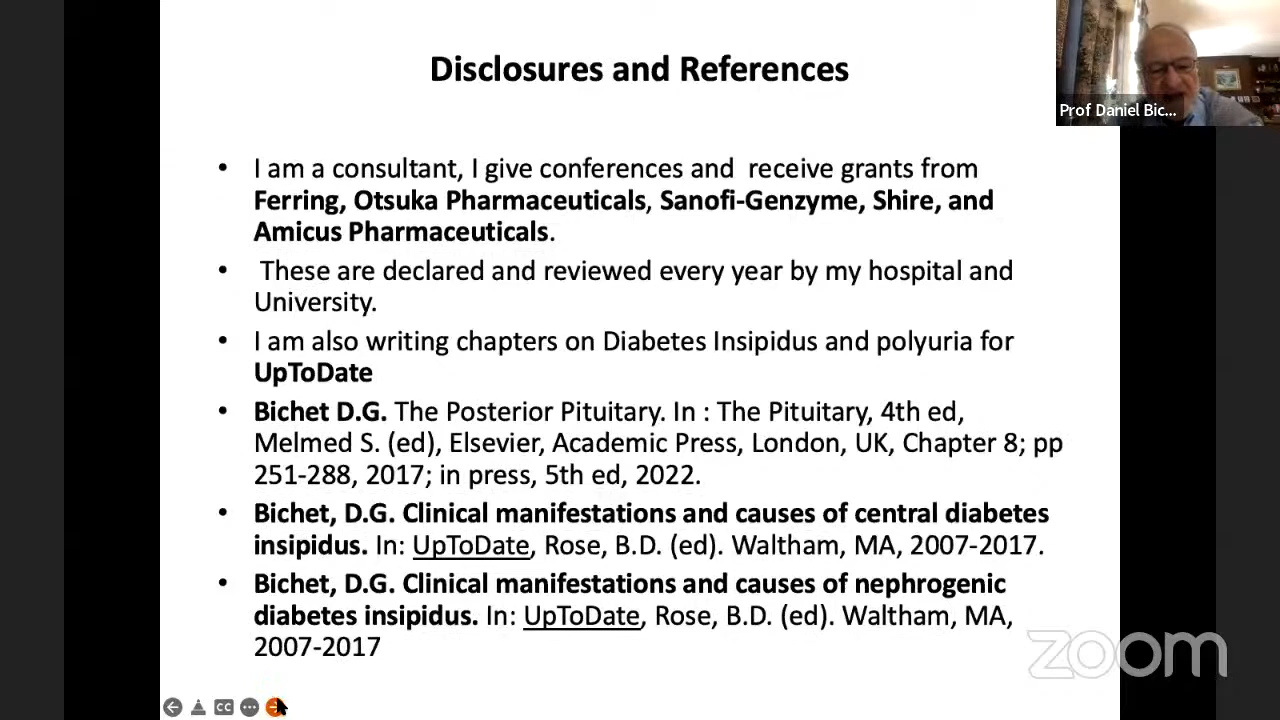 Disclosures and References
Prof Daniel Bic...
• I am a consultant, I give conferences and receive grants from
Ferring, Otsuka Pharmaceuticals, Sanofi-Genzyme, Shire, and
Amicus Pharmaceuticals.
• These are declared and reviewed every year by my hospital and
University.
• I am also writing chapters on Diabetes Insipidus and polyuria for
UpToDate
• Bichet D.G. The Posterior Pituitary. In : The Pituitary, 4th ed,
Melmed S. (ed), Elsevier, Academic Press, London, UK, Chapter 8; pp
251-288, 2017; in press, 5th ed, 2022.
• Bichet, D.G. Clinical manifestations and causes of central diabetes
insipidus. In: UpToDate, Rose, B.D. (ed). Waltham, MA, 2007-2017.
• Bichet, D.G. Clinical manifestations and causes of nephrogenic
diabetes insipidus. In: UpToDate, Rose, B.D. (ed). Waltham, MA,
2007-2017
zoom
CC